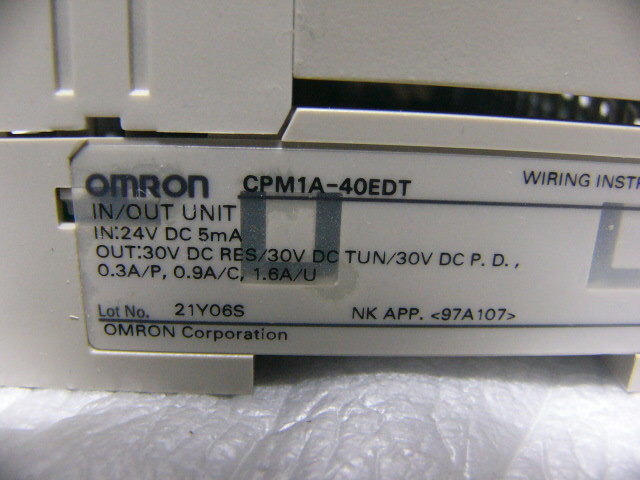 OMRON CPM1A-40EDT WIRING INSTR
IN/OUT UNIT
IN:24V DC 5mA
OUT:30V DC RES/30V DC TUN/30V DC P. D.,
0.3A/P, 0.9A/C, 1.6A/U
Lot No. 21Y06S NK APP. <97A107>
OMRON Corporation